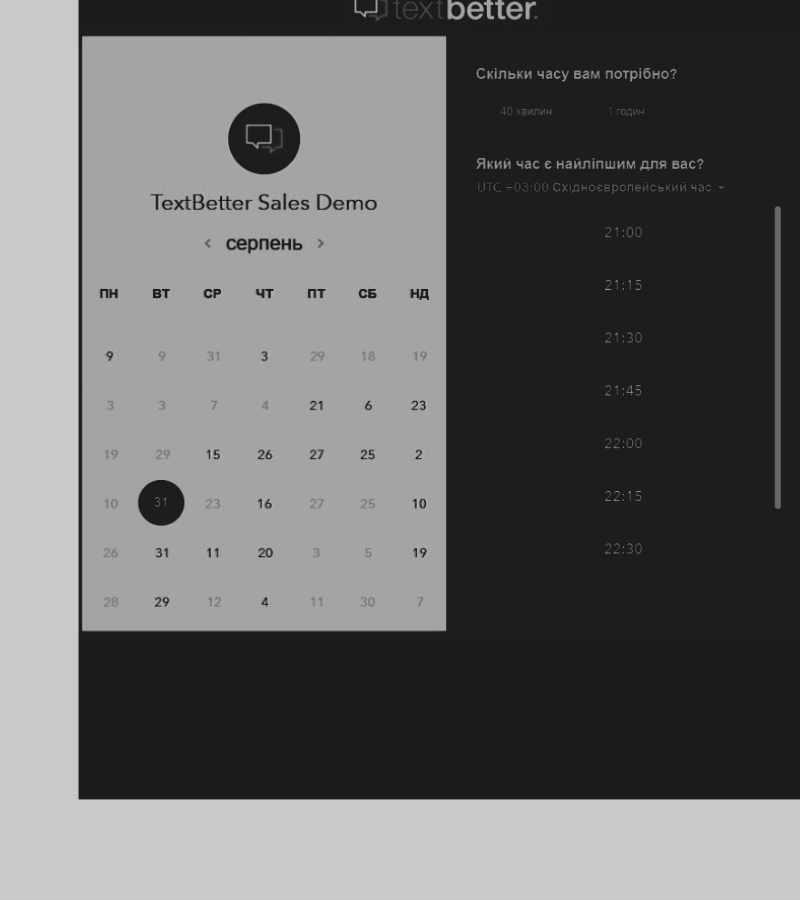 textbetter.
TextBetter Sales Demo
< серпень >
ПН ВТ СР ЧТ ПТ СБ НД
9 9 31 3 29 18 19
3 3 7 4 21 6 23
19 29 15 26 27 25 2
10 31 23 16 27 25 10
26 31 11 20 3 5 19
28 29 12 4 11 30 7
Скільки часу вам потрібно?
40 хвилин 1 годин
Який час є найліпшим для вас?
UTC +03:00 Східноєвропейський час
21:00
21:15
21:30
21:45
22:00
22:15
22:30